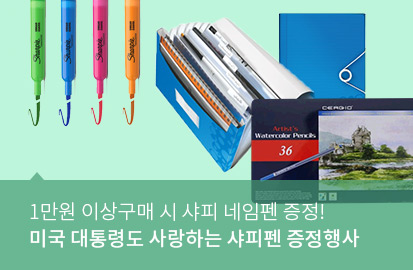 Sharpie Sharpie Sharpie Sharpie
CERGIO
Artist's
Watercolor Pencils
36
1만원 이상구매 시 샤피 네임펜 증정!
미국 대통령도 사랑하는 샤피펜 증정행사